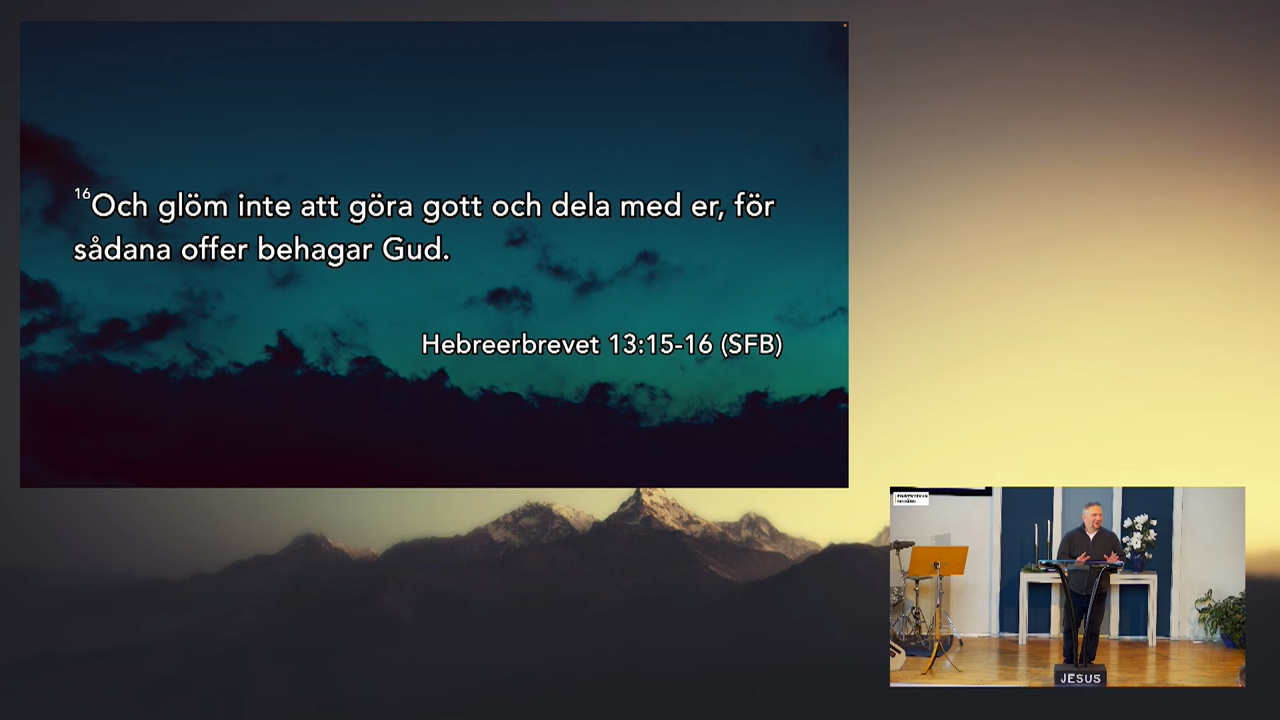 ¹⁶Och glöm inte att göra gott och dela med er, för
sådana offer behagar Gud.
Hebreerbrevet 13:15-16 (SFB)
JESUS